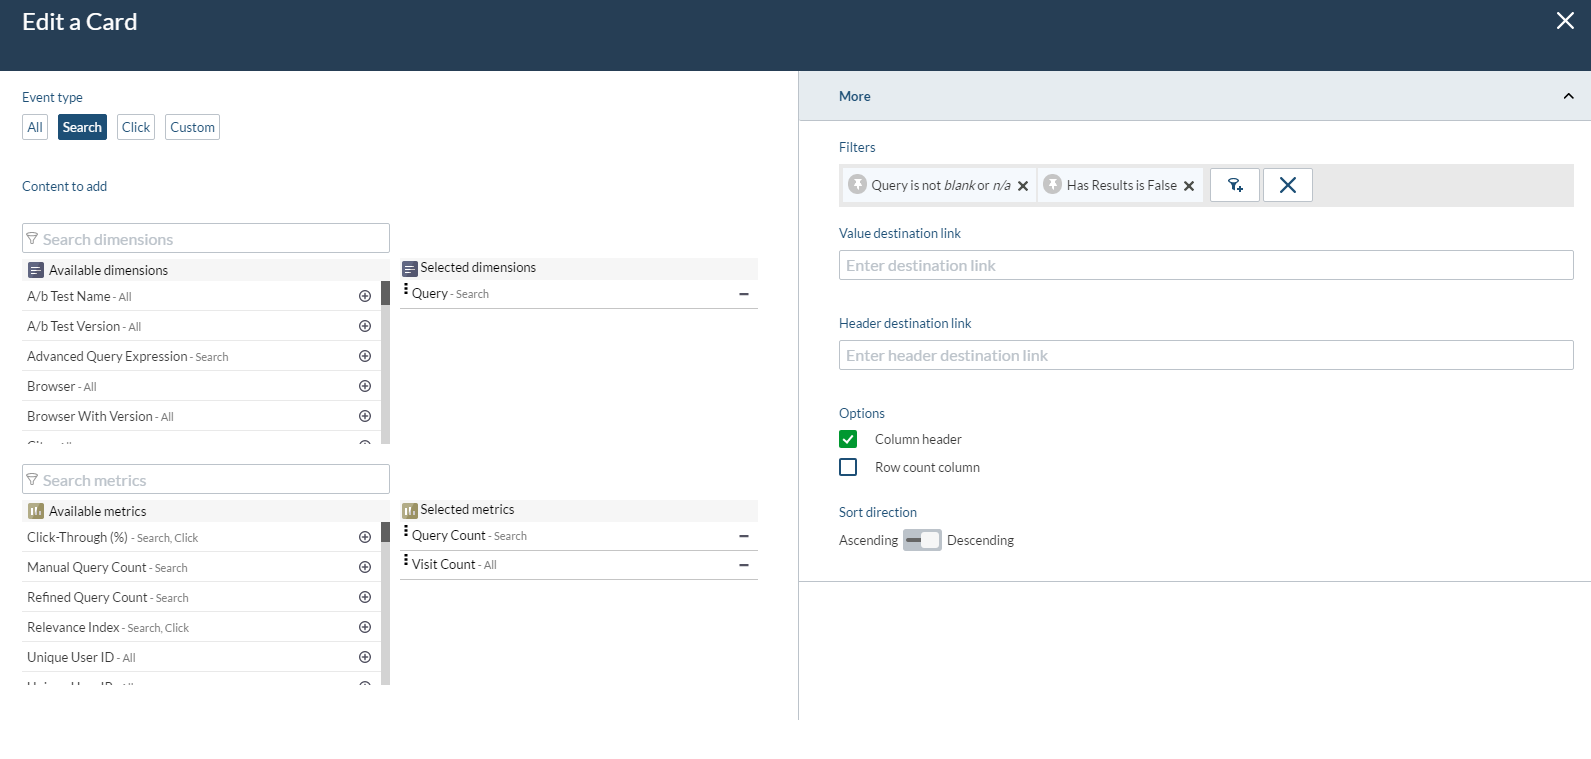 Edit a Card
Event type
All Search Click Custom
Content to add
Search dimensions
Available dimensions
A/b Test Name - All
A/b Test Version - All
Advanced Query Expression - Search
Browser - All
Browser With Version - All
Selected dimensions
Query - Search
Search metrics
Available metrics
Click-Through (%) - Search, Click
Manual Query Count - Search
Refined Query Count - Search
Relevance Index - Search, Click
Unique User ID - All
Selected metrics
Query Count - Search
Visit Count - All
More
Filters
Query is not blank or n/a Has Results is False
Value destination link
Enter destination link
Header destination link
Enter header destination link
Options
Column header
Row count column
Sort direction
Ascending Descending